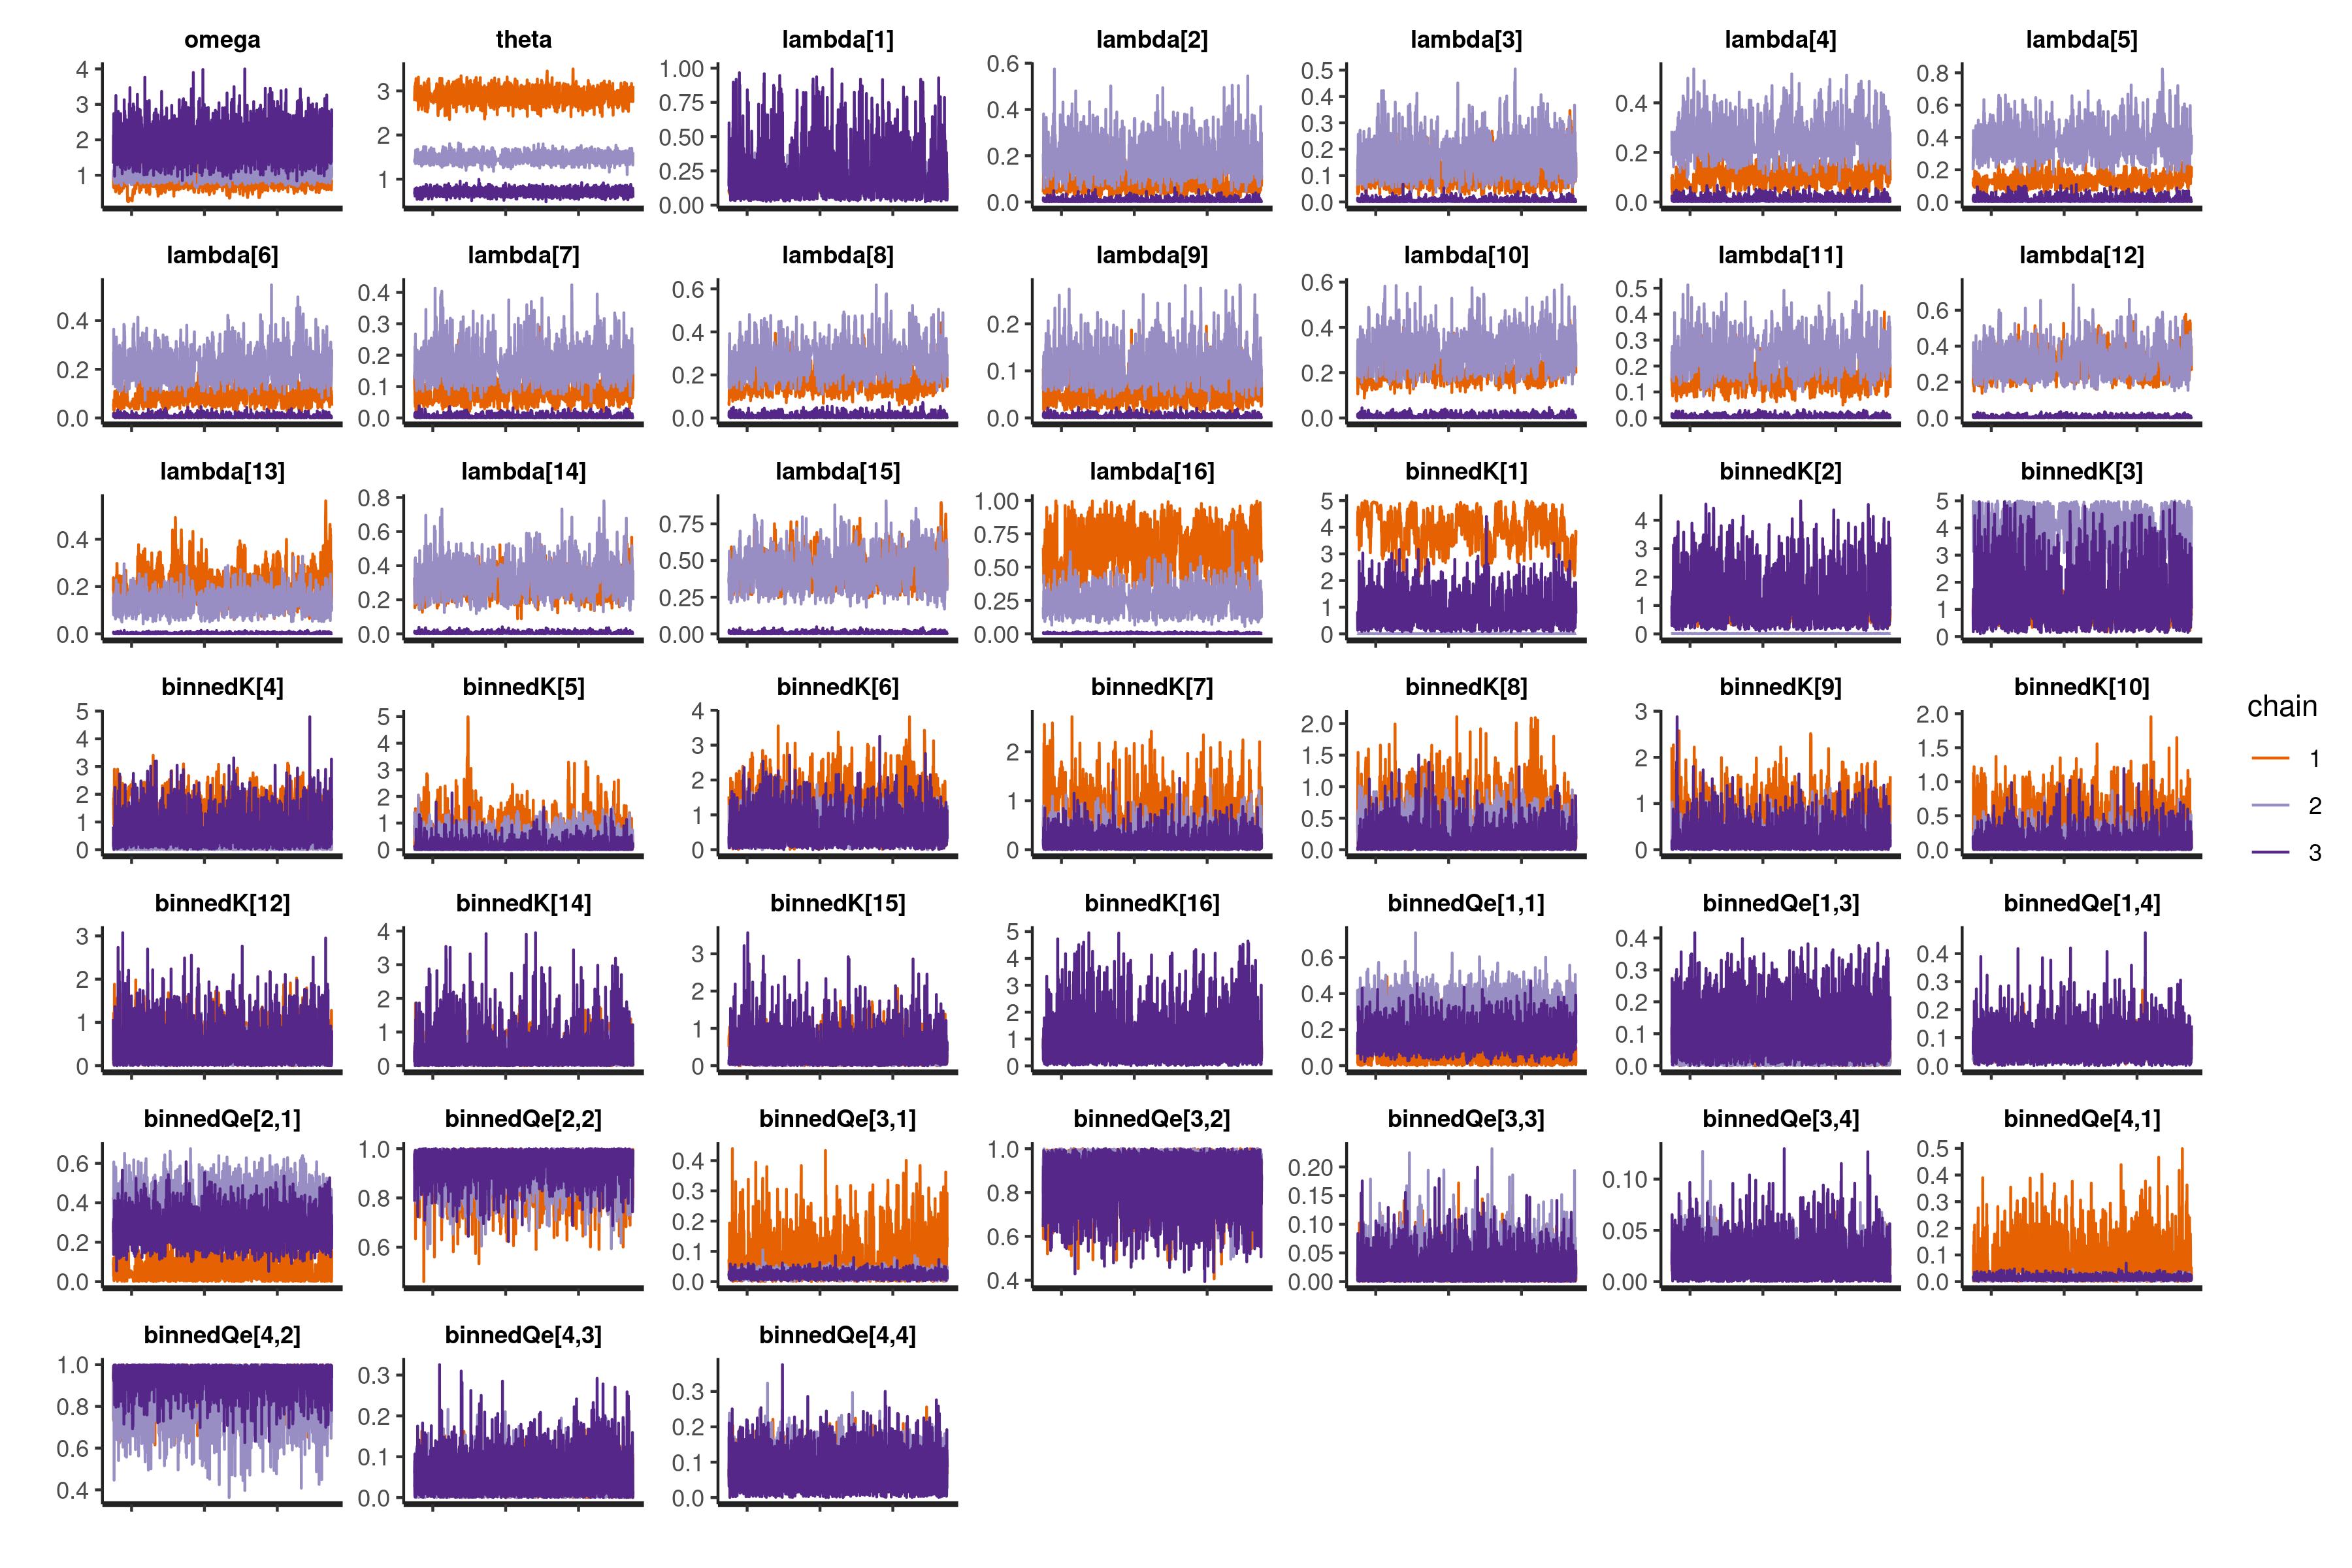 omega theta lambda[1] lambda[2] lambda[3] lambda[4] lambda[5]
4 3 2 1
3 2 1
1.00 0.75 0.50 0.25 0.00
0.6 0.4 0.2 0.0
0.5 0.4 0.3 0.2 0.1 0.0
0.4 0.2 0.0
0.8 0.6 0.4 0.2 0.0
lambda[6] lambda[7] lambda[8] lambda[9] lambda[10] lambda[11] lambda[12]
0.4 0.2 0.0
0.4 0.3 0.2 0.1 0.0
0.6 0.4 0.2 0.0
0.2 0.1 0.0
0.6 0.4 0.2 0.0
0.5 0.4 0.3 0.2 0.1 0.0
0.6 0.4 0.2 0.0
lambda[13] lambda[14] lambda[15] lambda[16] binnedK[1] binnedK[2] binnedK[3]
0.4 0.2 0.0
0.8 0.6 0.4 0.2 0.0
0.75 0.50 0.25 0.00
1.00 0.75 0.50 0.25 0.00
5 4 3 2 1 0
4 3 2 1 0
5 4 3 2 1 0
binnedK[4] binnedK[5] binnedK[6] binnedK[7] binnedK[8] binnedK[9] binnedK[10]
5 4 3 2 1 0
5 4 3 2 1 0
4 3 2 1 0
2 1 0
2.0 1.5 1.0 0.5 0.0
3 2 1 0
2.0 1.5 1.0 0.5 0.0
binnedK[12] binnedK[14] binnedK[15] binnedK[16] binnedQe[1,1] binnedQe[1,3] binnedQe[1,4]
3 2 1 0
4 3 2 1 0
3 2 1 0
5 4 3 2 1 0
0.6 0.4 0.2 0.0
0.4 0.3 0.2 0.1 0.0
0.4 0.3 0.2 0.1 0.0
binnedQe[2,1] binnedQe[2,2] binnedQe[3,1] binnedQe[3,2] binnedQe[3,3] binnedQe[3,4] binnedQe[4,1]
0.6 0.4 0.2 0.0
1.0 0.8 0.6
0.4 0.3 0.2 0.1 0.0
1.0 0.8 0.6 0.4
0.20 0.15 0.10 0.05 0.00
0.10 0.05 0.00
0.5 0.4 0.3 0.2 0.1 0.0
binnedQe[4,2] binnedQe[4,3] binnedQe[4,4]
1.0 0.8 0.6 0.4
0.3 0.2 0.1 0.0
0.3 0.2 0.1 0.0
chain
1
2
3